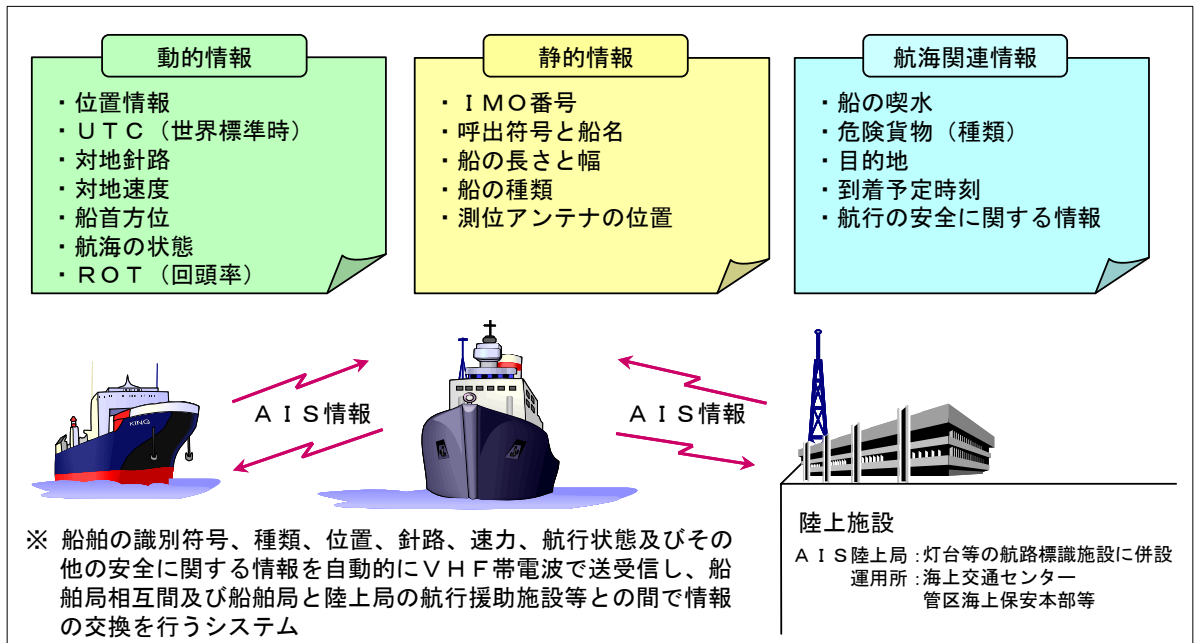 動的情報
・位置情報
・ＵＴＣ（世界標準時）
・対地針路
・対地速度
・船首方位
・航海の状態
・ＲＯＴ（回頭率）
静的情報
・ＩＭＯ番号
・呼出符号と船名
・船の長さと幅
・船の種類
・測位アンテナの位置
航海関連情報
・船の喫水
・危険貨物（種類）
・目的地
・到着予定時刻
・航行の安全に関する情報
KING
ＡＩＳ情報
ＡＩＳ情報
※ 船舶の識別符号、種類、位置、針路、速力、航行状態及びその
他の安全に関する情報を自動的にＶＨＦ帯電波で送受信し、船
舶局相互間及び船舶局と陸上局の航行援助施設等との間で情報
の交換を行うシステム
陸上施設
ＡＩＳ陸上局：灯台等の航路標識施設に併設
運用所：海上交通センター
管区海上保安本部等